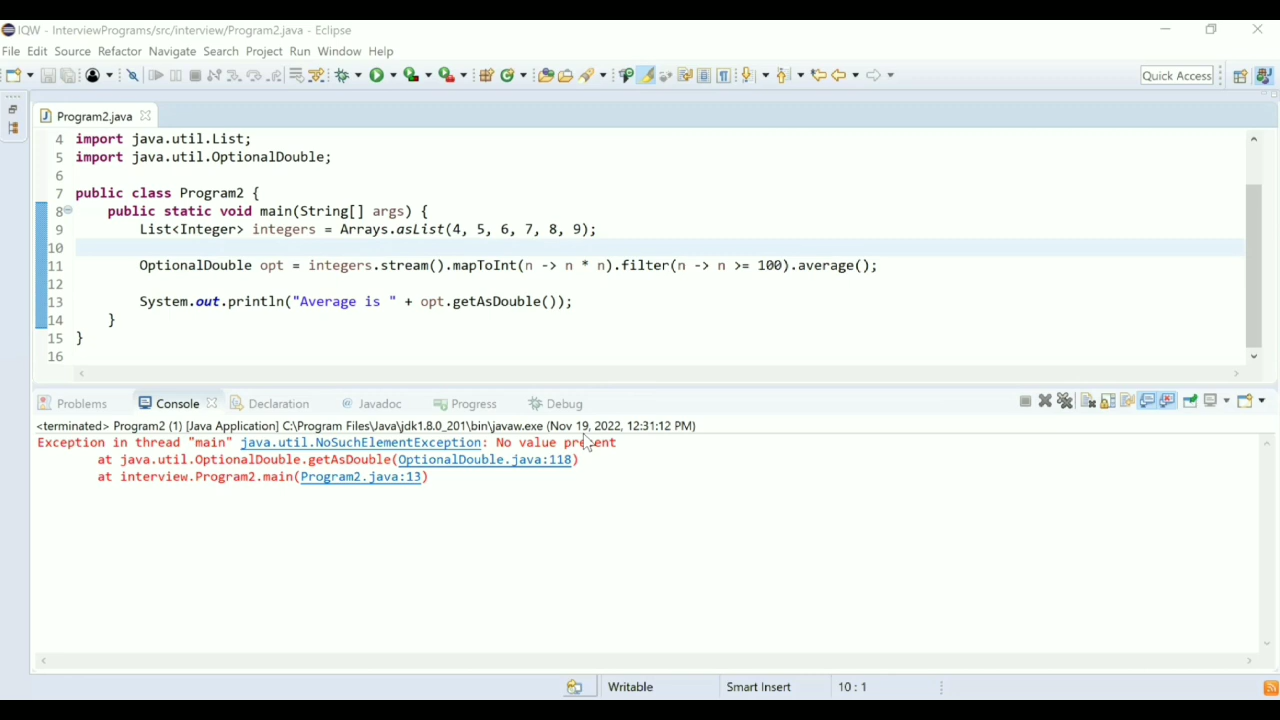 IQW - InterviewPrograms/src/interview/Program2.java - Eclipse
File Edit Source Refactor Navigate Search Project Run Window Help
Quick Access
Program2.java
4 import java.util.List;
5 import java.util.OptionalDouble;
6
7 public class Program2 {
8 public static void main(String[] args) {
9 List<Integer> integers = Arrays.asList(4, 5, 6, 7, 8, 9);
10
11 OptionalDouble opt = integers.stream().mapToInt(n -> n * n).filter(n -> n >= 100).average();
12
13 System.out.println("Average is " + opt.getAsDouble());
14 }
15 }
16
Problems Console Declaration @ Javadoc Progress Debug
<terminated> Program2 (1) [Java Application] C:\Program Files\Java\jdk1.8.0_201\bin\javaw.exe (Nov 19, 2022, 12:31:12 PM)
Exception in thread "main" java.util.NoSuchElementException: No value present
at java.util.OptionalDouble.getAsDouble(OptionalDouble.java:118)
at interview.Program2.main(Program2.java:13)
Writable Smart Insert 10 : 1